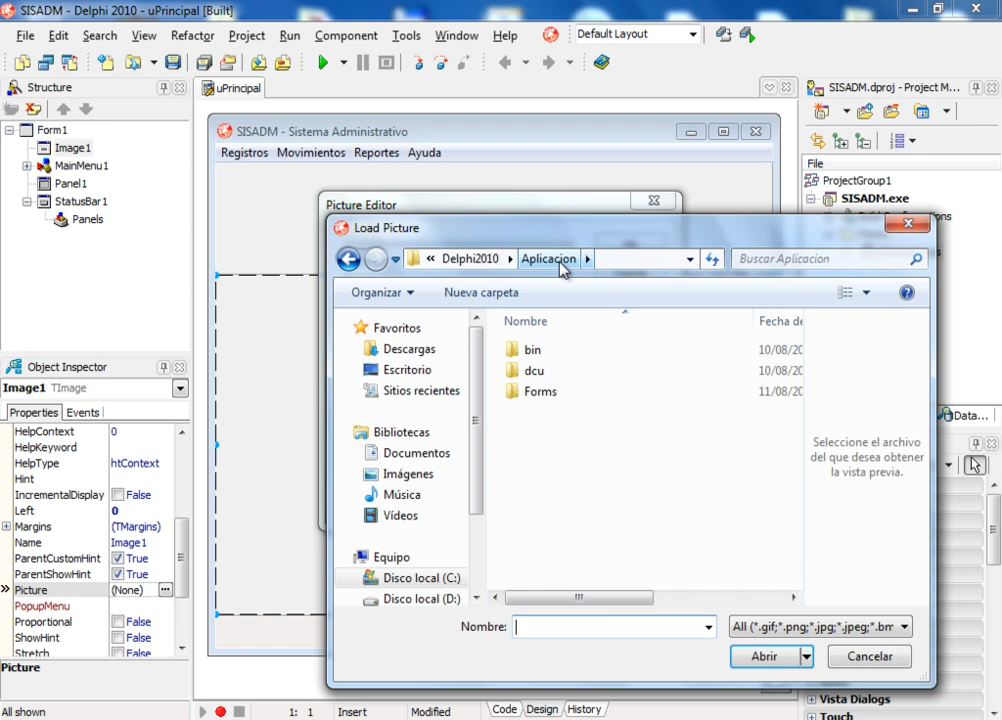 SISADM - Delphi 2010 - uPrincipal [Built]
File Edit Search View Refactor Project Run Component Tools Window Help Default Layout
Structure
uPrincipal
SISADM.dproj - Project M...
Form1
Image1
MainMenu1
Panel1
StatusBar1
Panels
SISADM - Sistema Administrativo
Registros Movimientos Reportes Ayuda
File
ProjectGroup1
SISADM.exe
Picture Editor
Load Picture
« Delphi2010 Aplicacion
Buscar Aplicacion
Organizar Nueva carpeta
Favoritos
Descargas
Escritorio
Sitios recientes
Bibliotecas
Documentos
Imágenes
Música
Vídeos
Equipo
Disco local (C:)
Disco local (D:)
Nombre Fecha de
bin 10/08/20
dcu 10/08/20
Forms 11/08/20
Seleccione el archivo
del que desea obtener
la vista previa.
Nombre:
All (*.gif;*.png;*.jpg;*.jpeg;*.bm
Abrir Cancelar
Object Inspector
Image1 TImage
Properties Events
HelpContext 0
HelpKeyword
HelpType htContext
Hint
IncrementalDisplay False
Left 0
Margins (TMargins)
Name Image1
ParentCustomHint True
ParentShowHint True
Picture (None)
PopupMenu
Proportional False
ShowHint False
Stretch False
Picture
All shown
Data...
Vista Dialogs
Touch
1: 1 Insert Modified Code Design History